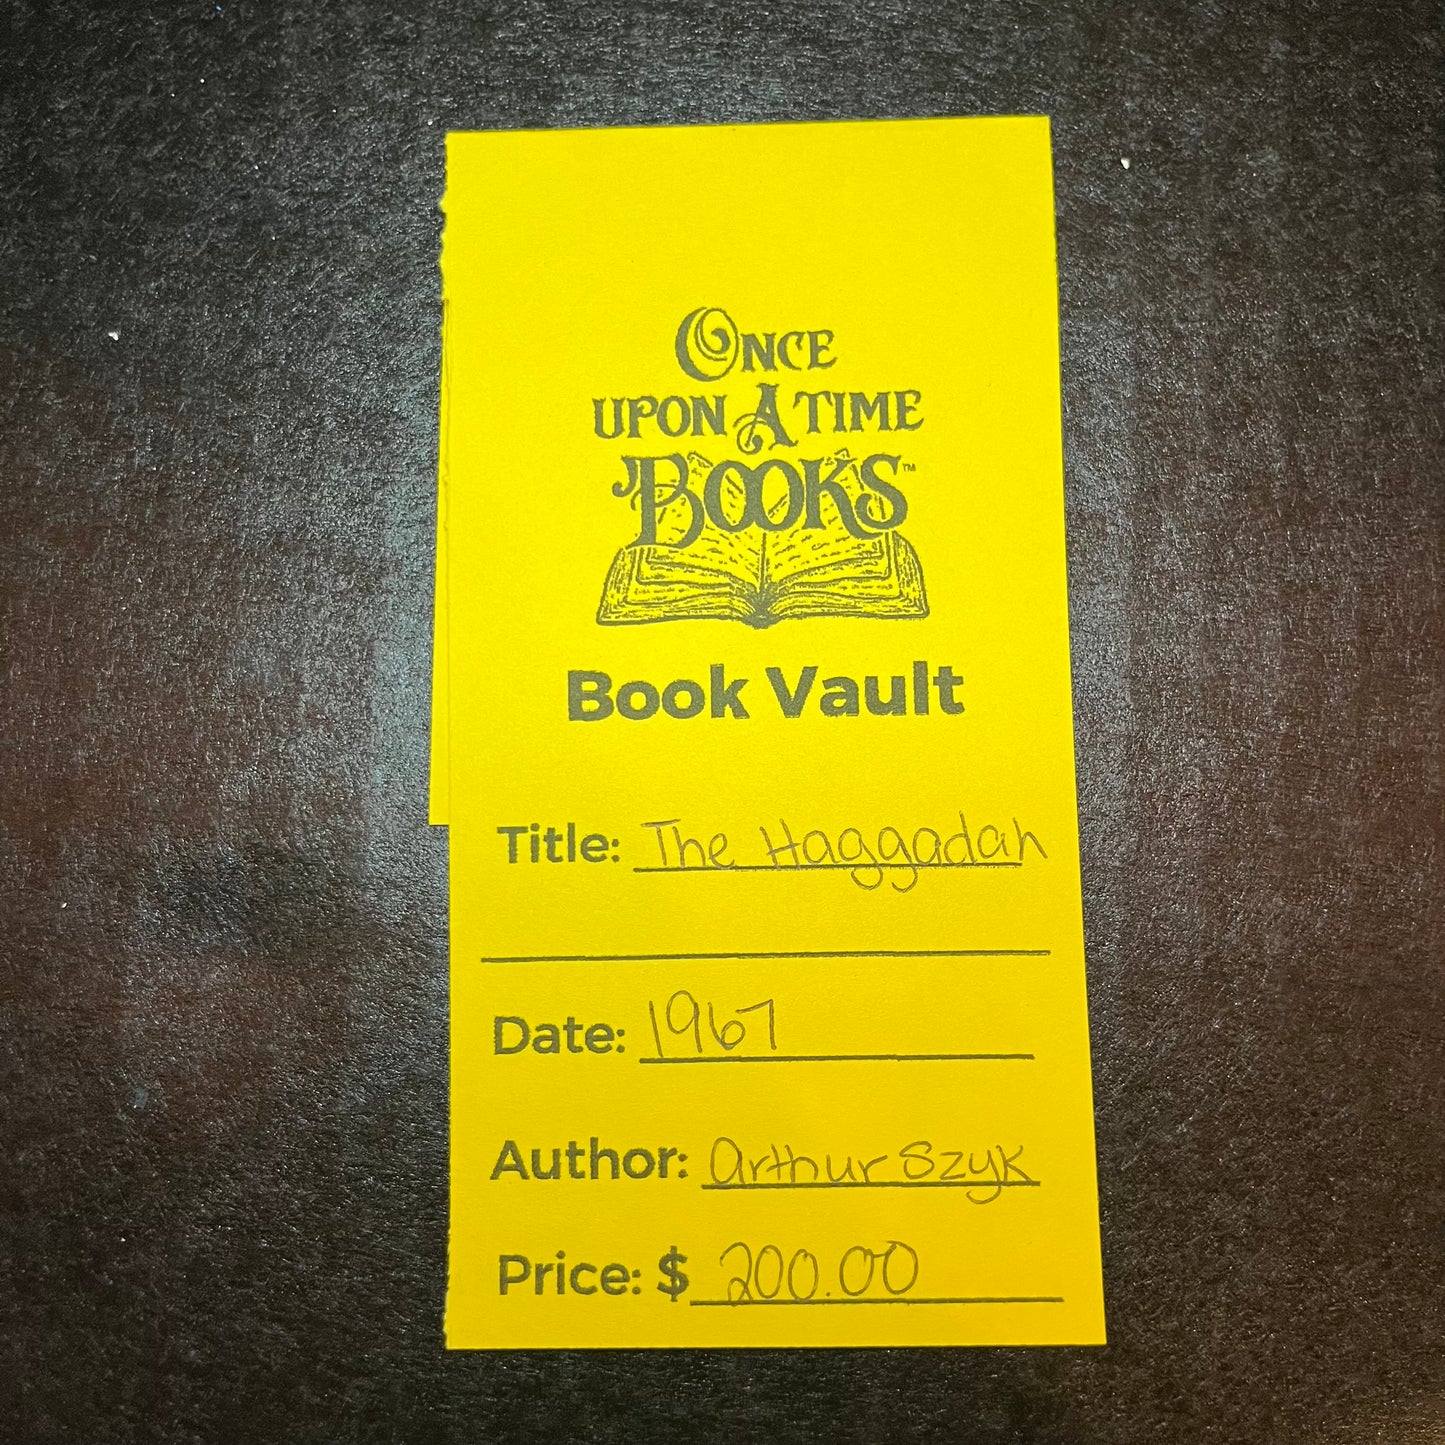 ONCE
UPON A TIME
BOOKS™
Book Vault
Title: The Haggadah
Date: 1967
Author: Arthur Szyk
Price: $ 200.00